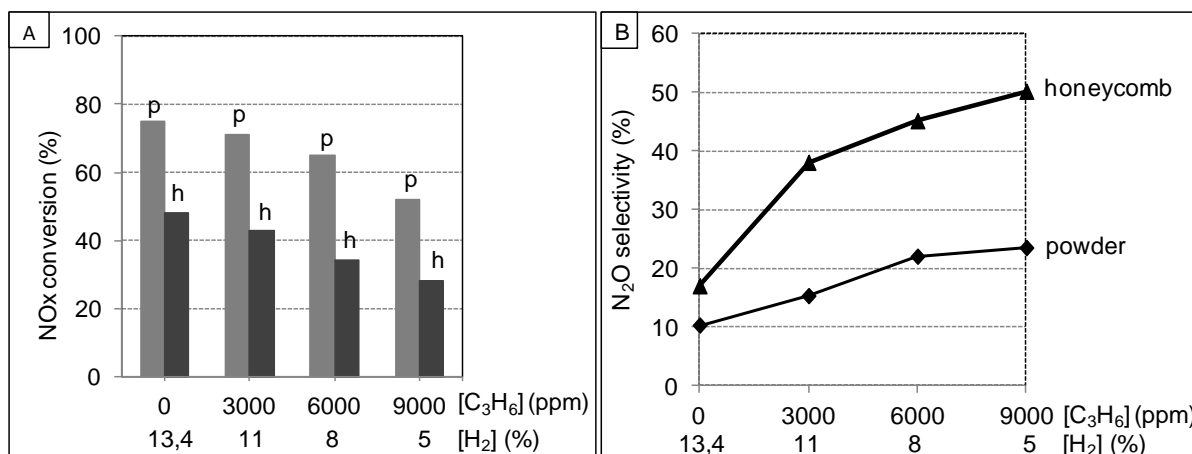 A
NOx conversion (%)
100
80
60
40
20
0
p
h
p
h
p
h
p
h
0 3000 6000 9000 [C₃H₆] (ppm)
13,4 11 8 5 [H₂] (%)
B
N₂O selectivity (%)
60
50
40
30
20
10
0
honeycomb
powder
0 3000 6000 9000 [C₃H₆] (ppm)
13,4 11 8 5 [H₂] (%)